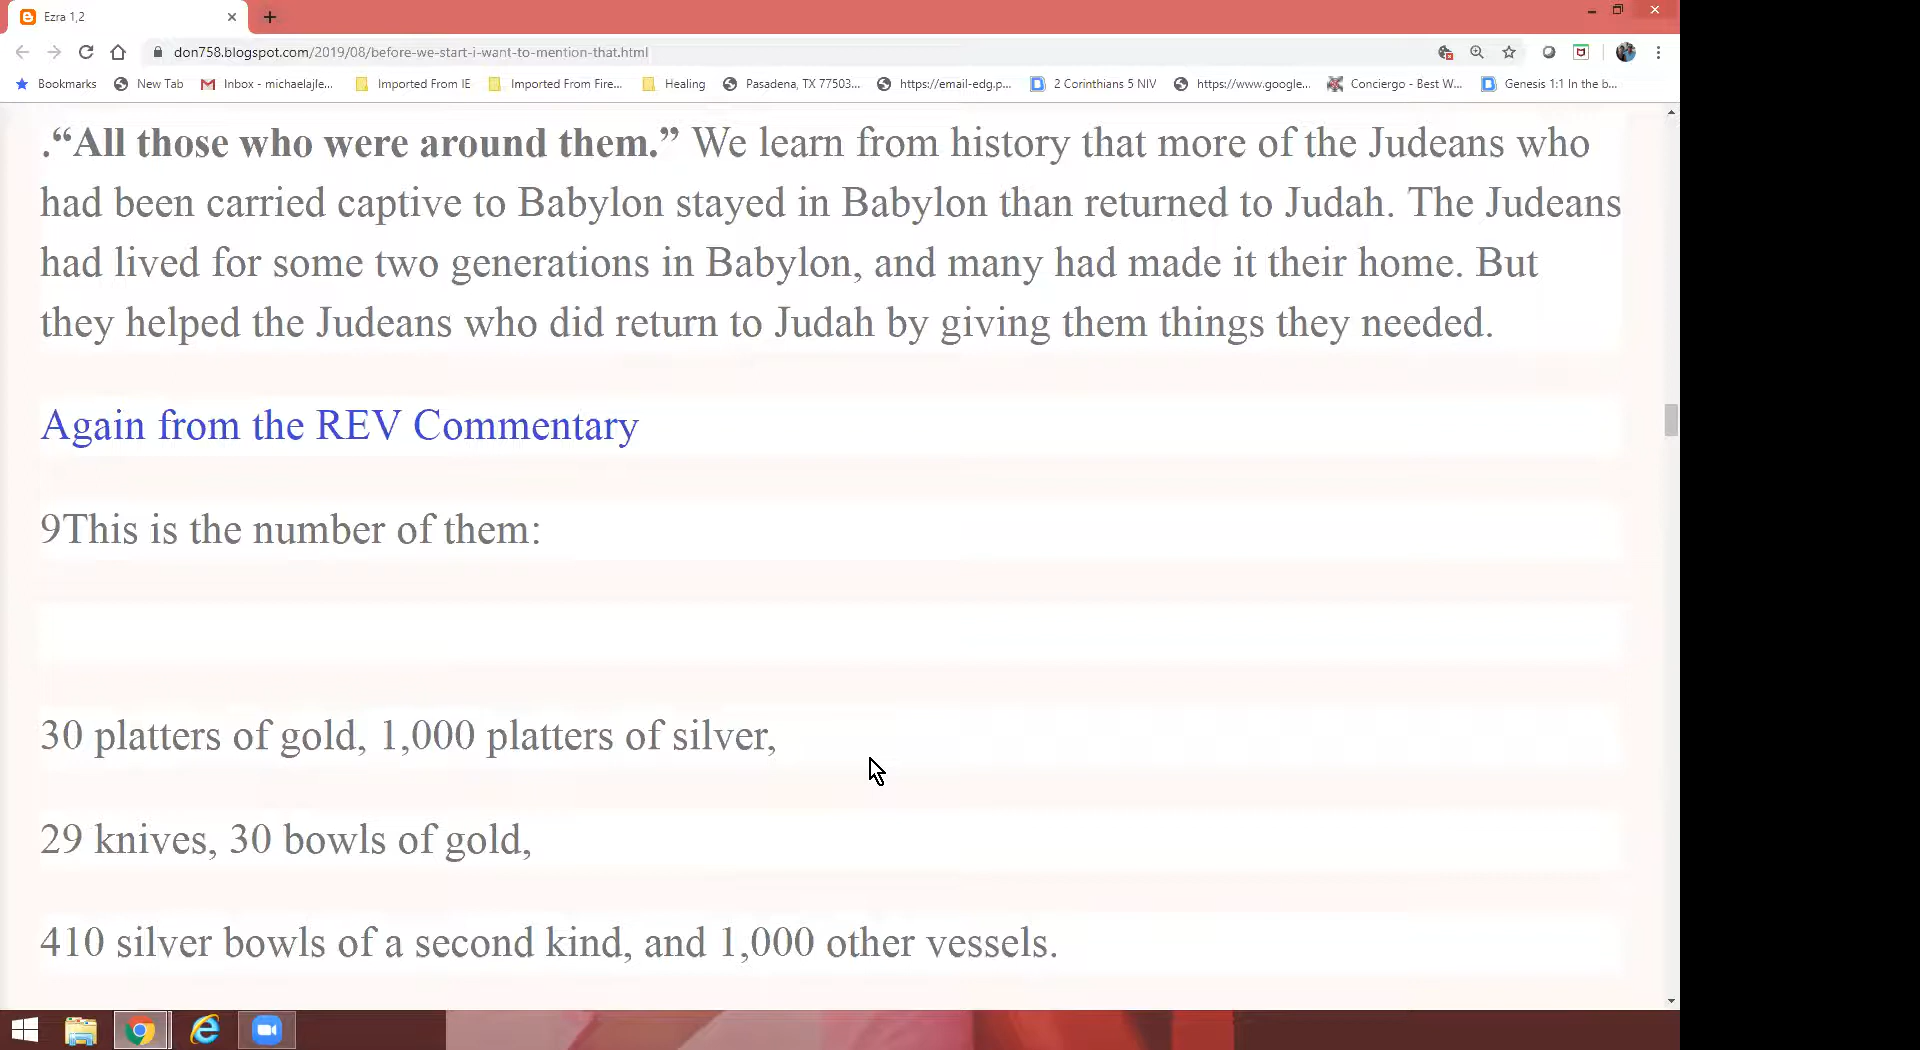 Ezra 1,2
don758.blogspot.com/2019/08/before-we-start-i-want-to-mention-that.html
Bookmarks New Tab Inbox - michaelajle... Imported From IE Imported From Fire... Healing Pasadena, TX 77503... https://email-edg.p... 2 Corinthians 5 NIV https://www.google... Conciergo - Best W... Genesis 1:1 In the b...
.“All those who were around them.” We learn from history that more of the Judeans who
had been carried captive to Babylon stayed in Babylon than returned to Judah. The Judeans
had lived for some two generations in Babylon, and many had made it their home. But
they helped the Judeans who did return to Judah by giving them things they needed.
Again from the REV Commentary
9This is the number of them:
30 platters of gold, 1,000 platters of silver,
29 knives, 30 bowls of gold,
410 silver bowls of a second kind, and 1,000 other vessels.